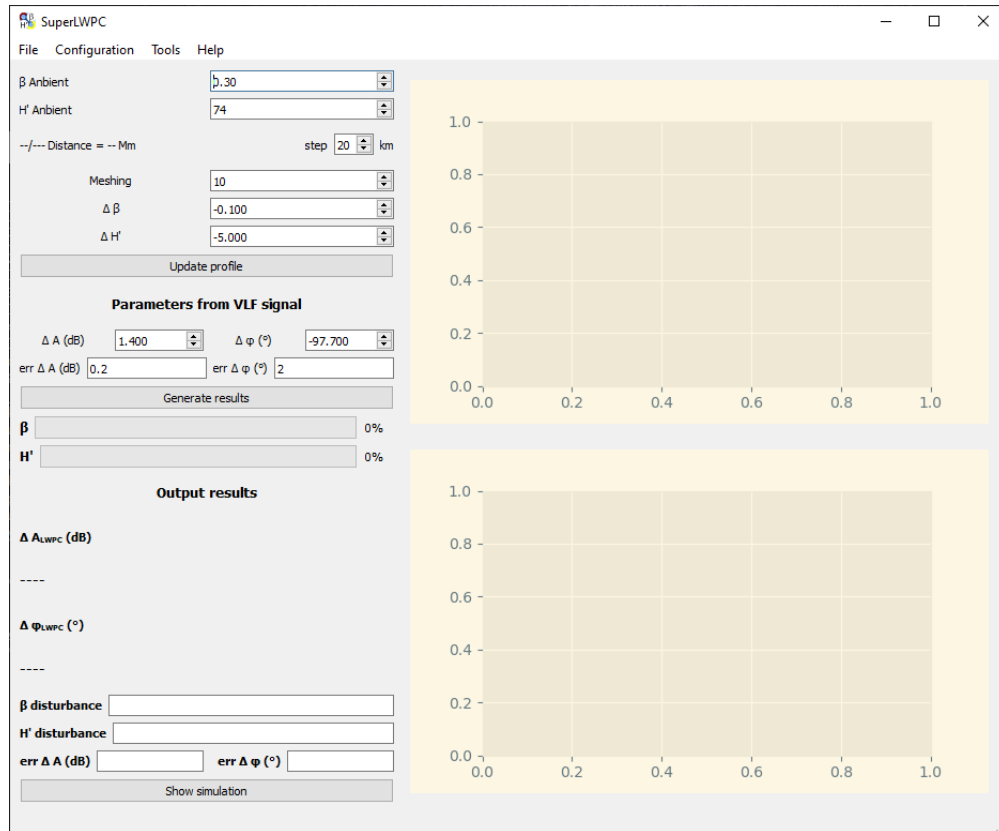 SuperLWPC
File Configuration Tools Help
β Anbient 0.30
H' Anbient 74
--/--- Distance = -- Mm step 20 km
Meshing 10
Δ β -0.100
Δ H' -5.000
Update profile
Parameters from VLF signal
Δ A (dB) 1.400 Δ φ (°) -97.700
err Δ A (dB) 0.2 err Δ φ (°) 2
Generate results
β 0%
H' 0%
Output results
Δ ALWPC (dB)
----
Δ φLWPC (°)
----
β disturbance
H' disturbance
err Δ A (dB) err Δ φ (°)
Show simulation
1.0
0.8
0.6
0.4
0.2
0.0
0.0 0.2 0.4 0.6 0.8 1.0
1.0
0.8
0.6
0.4
0.2
0.0
0.0 0.2 0.4 0.6 0.8 1.0